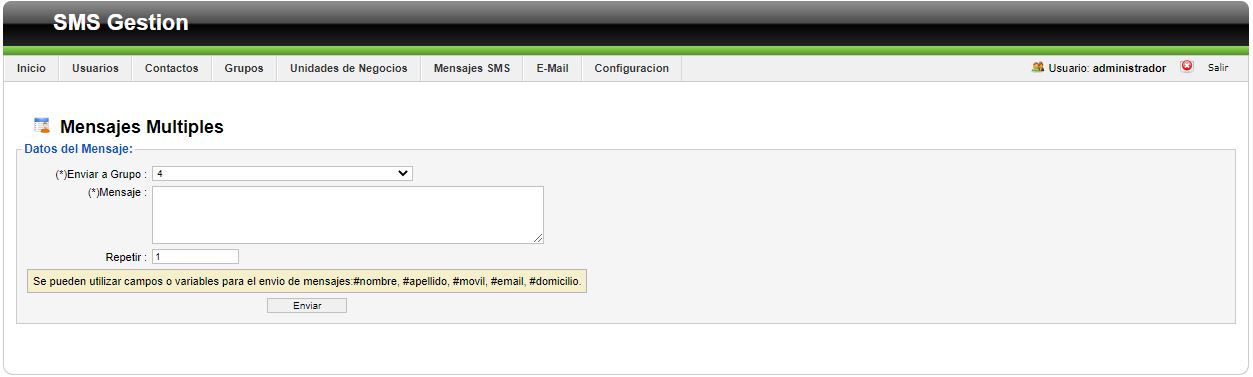 SMS Gestion
Inicio Usuarios Contactos Grupos Unidades de Negocios Mensajes SMS E-Mail Configuracion Usuario: administrador Salir
Mensajes Multiples
Datos del Mensaje:
(*)Enviar a Grupo : 4
(*)Mensaje :
Repetir : 1
Se pueden utilizar campos o variables para el envio de mensajes:#nombre, #apellido, #movil, #email, #domicilio.
Enviar